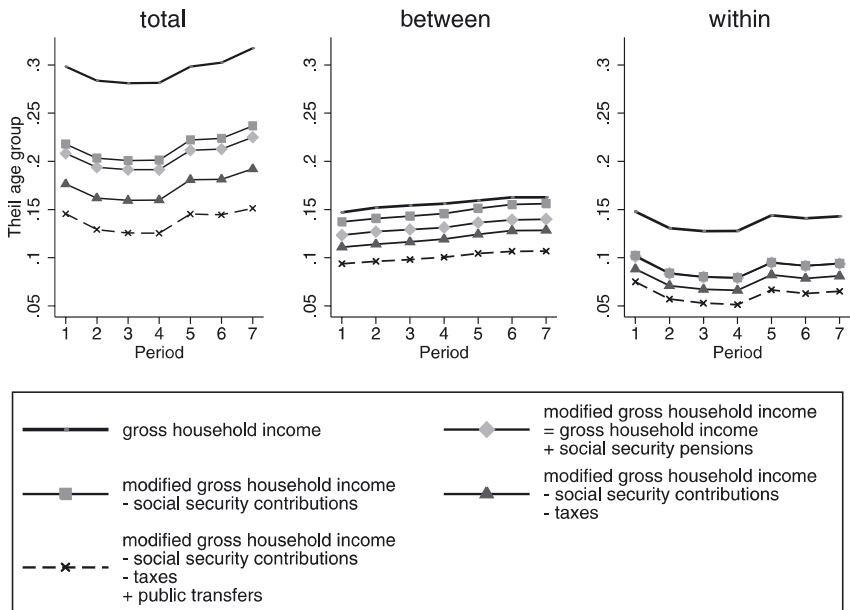 total
between
within
Theil age group
.05
.1
.15
.2
.25
.3
1 2 3 4 5 6 7
Period
.05
.1
.15
.2
.25
.3
1 2 3 4 5 6 7
Period
.05
.1
.15
.2
.25
.3
1 2 3 4 5 6 7
Period
gross household income
modified gross household income
= gross household income
+ social security pensions
modified gross household income
- social security contributions
modified gross household income
- social security contributions
- taxes
modified gross household income
- social security contributions
- taxes
+ public transfers